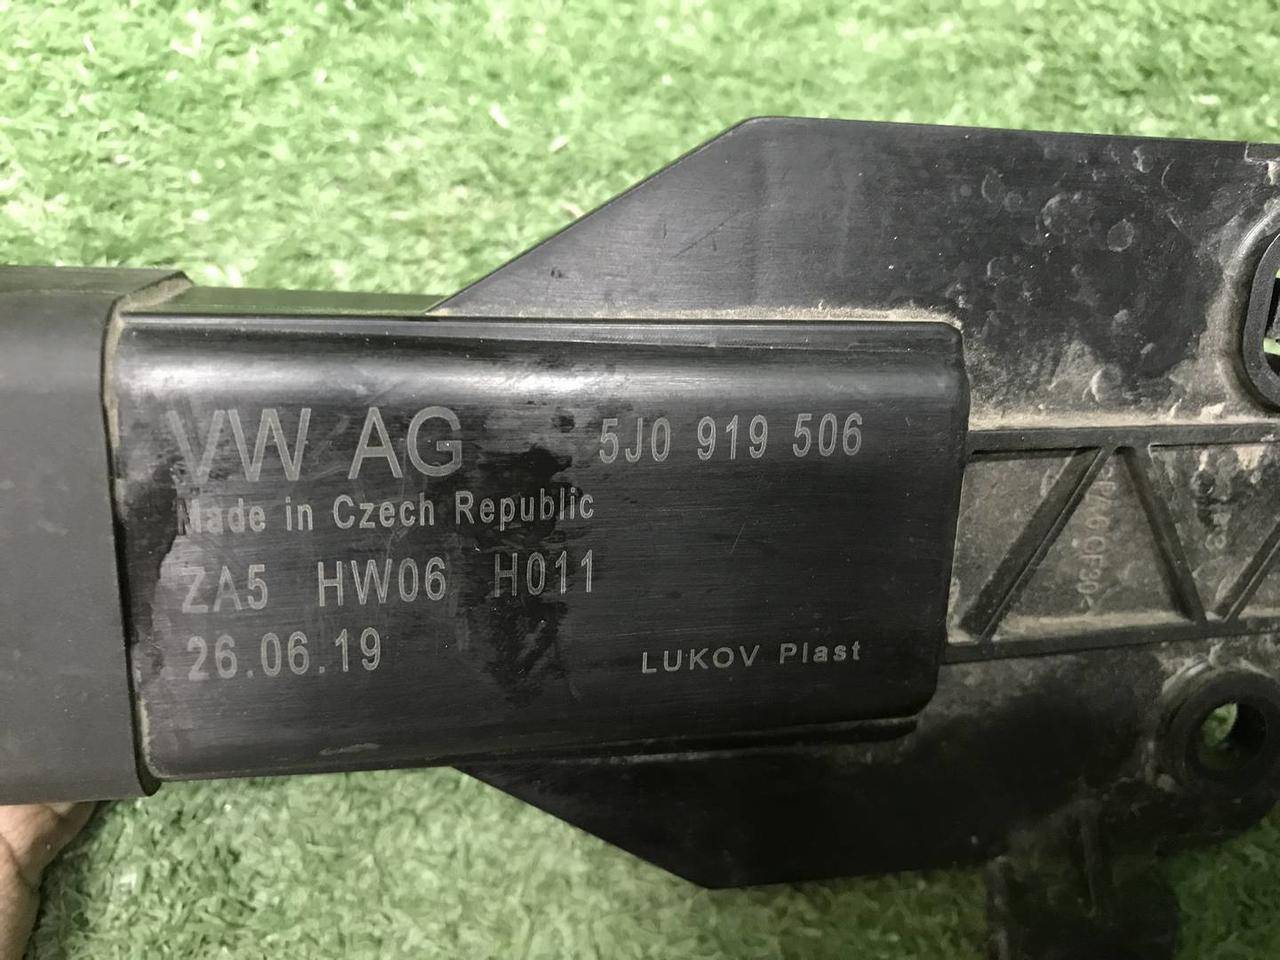 VW AG 5J0 919 506
Made in Czech Republic
ZA5 HW06 H011
26.06.19
LUKOV Plast